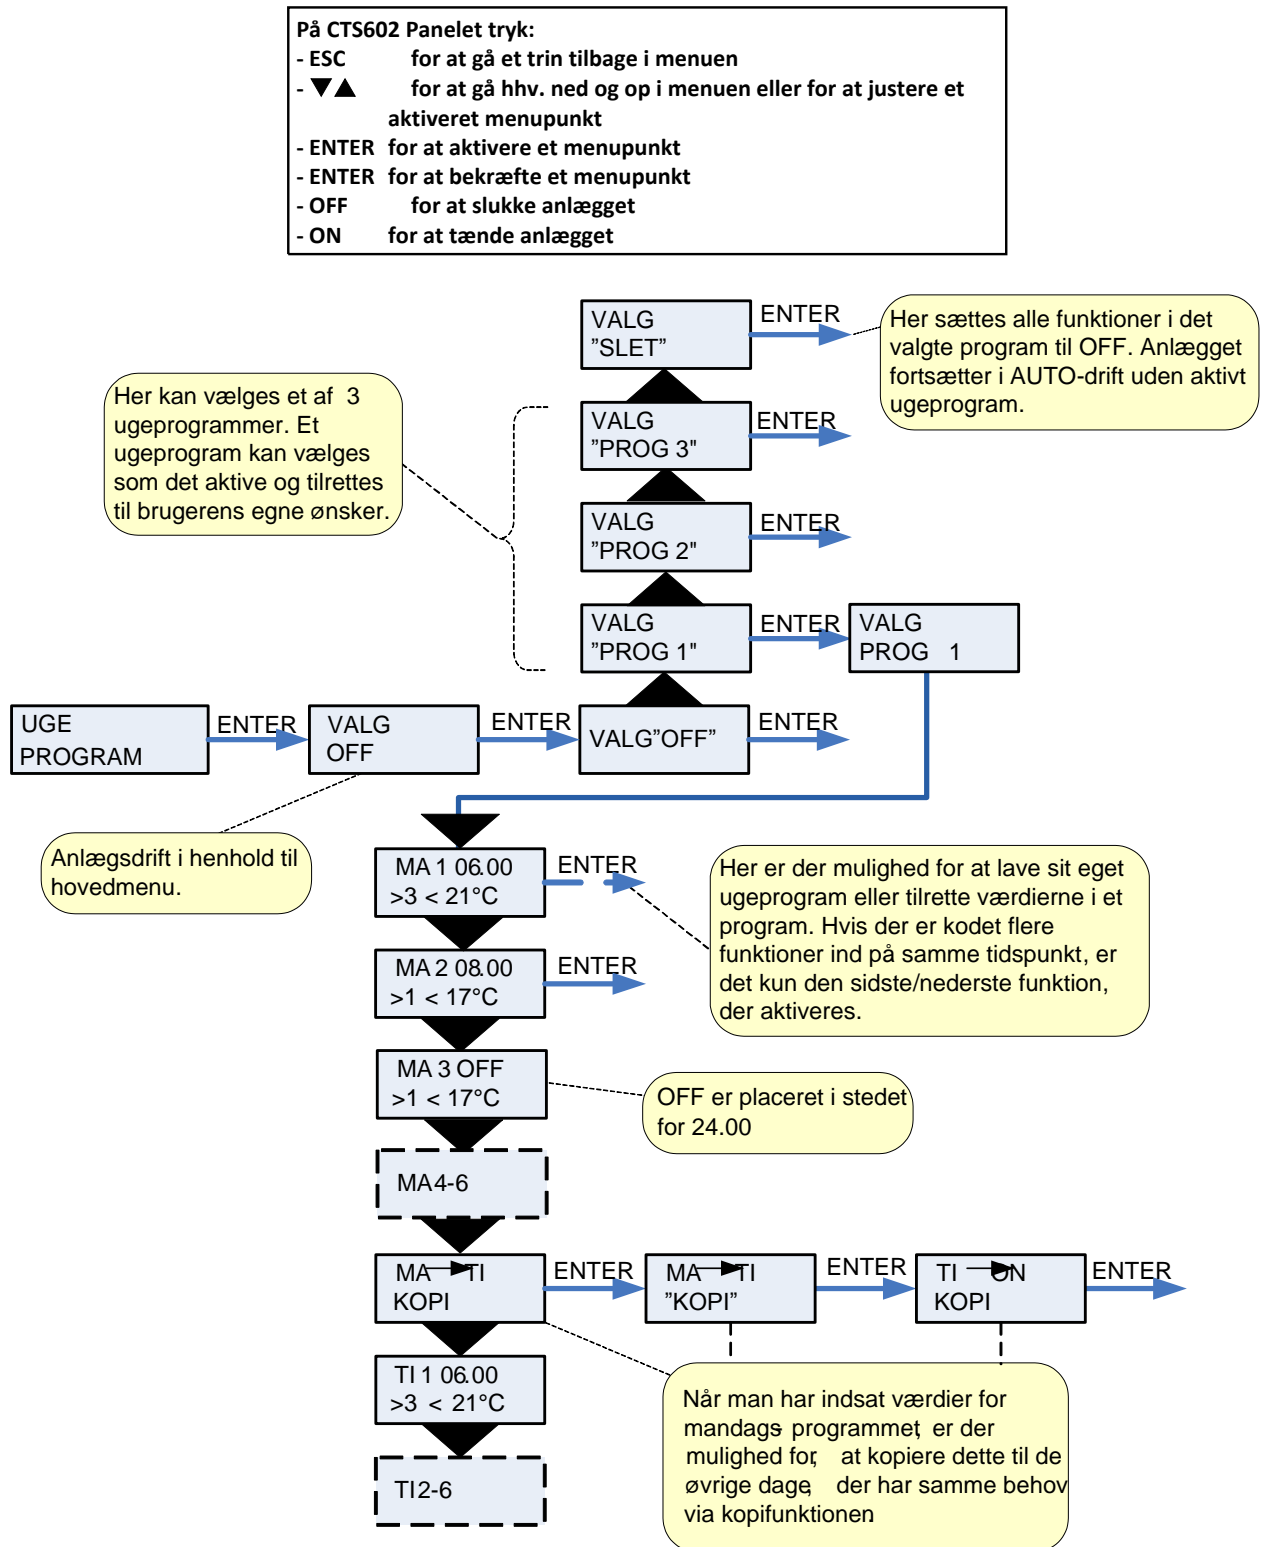 På CTS602 Panelet tryk:
- ESC for at gå et trin tilbage i menuen
- ▼▲ for at gå hhv. ned og op i menuen eller for at justere et
aktiveret menupunkt
- ENTER for at aktivere et menupunkt
- ENTER for at bekræfte et menupunkt
- OFF for at slukke anlægget
- ON for at tænde anlægget
VALG
"SLET"
ENTER
Her sættes alle funktioner i det
valgte program til OFF. Anlægget
fortsætter i AUTO-drift uden aktivt
ugeprogram.
Her kan vælges et af 3
ugeprogrammer. Et
ugeprogram kan vælges
som det aktive og tilrettes
til brugerens egne ønsker.
VALG
"PROG 3"
ENTER
VALG
"PROG 2"
ENTER
VALG
"PROG 1"
ENTER
VALG
PROG 1
UGE
PROGRAM
ENTER
VALG
OFF
ENTER
VALG"OFF"
ENTER
Anlægsdrift i henhold til
hovedmenu.
MA 1 06.00
>3 < 21°C
ENTER
Her er der mulighed for at lave sit eget
ugeprogram eller tilrette værdierne i et
program. Hvis der er kodet flere
funktioner ind på samme tidspunkt, er
det kun den sidste/nederste funktion,
der aktiveres.
MA 2 08.00
>1 < 17°C
ENTER
MA 3 OFF
>1 < 17°C
OFF er placeret i stedet
for 24.00
MA4-6
MA → TI
KOPI
ENTER
MA → TI
"KOPI"
ENTER
TI → ON
KOPI
ENTER
TI 1 06.00
>3 < 21°C
Når man har indsat værdier for
mandags- programmet, er der
mulighed for, at kopiere dette til de
øvrige dage, der har samme behov
via kopifunktionen.
TI2-6